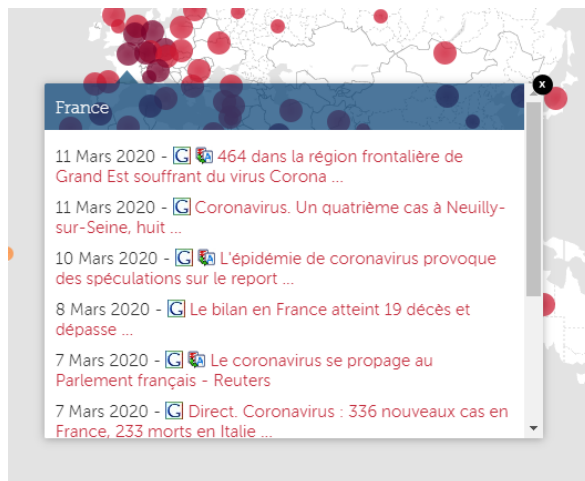 x
France
11 Mars 2020 - G 464 dans la région frontalière de
Grand Est souffrant du virus Corona ...
11 Mars 2020 - G Coronavirus. Un quatrième cas à Neuilly-
sur-Seine, huit ...
10 Mars 2020 - G L'épidémie de coronavirus provoque
des spéculations sur le report ...
8 Mars 2020 - G Le bilan en France atteint 19 décès et
dépasse ...
7 Mars 2020 - G Le coronavirus se propage au
Parlement français - Reuters
7 Mars 2020 - G Direct. Coronavirus : 336 nouveaux cas en
France, 233 morts en Italie ...